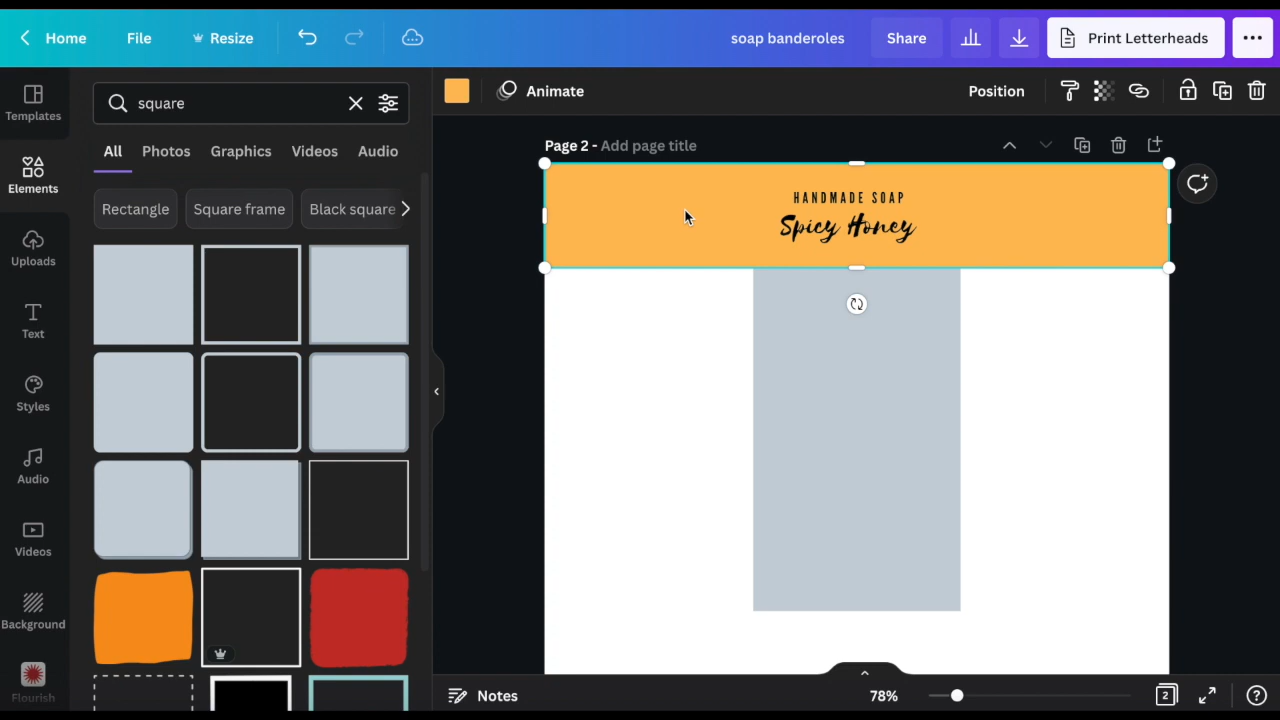 Home File Resize soap banderoles Share Print Letterheads
Templates
Elements
Uploads
Text
Styles
Audio
Videos
Background
Flourish
square
All Photos Graphics Videos Audio
Rectangle Square frame Black square
Animate Position
Page 2 - Add page title
HANDMADE SOAP
Spicy Honey
Notes 78% 2